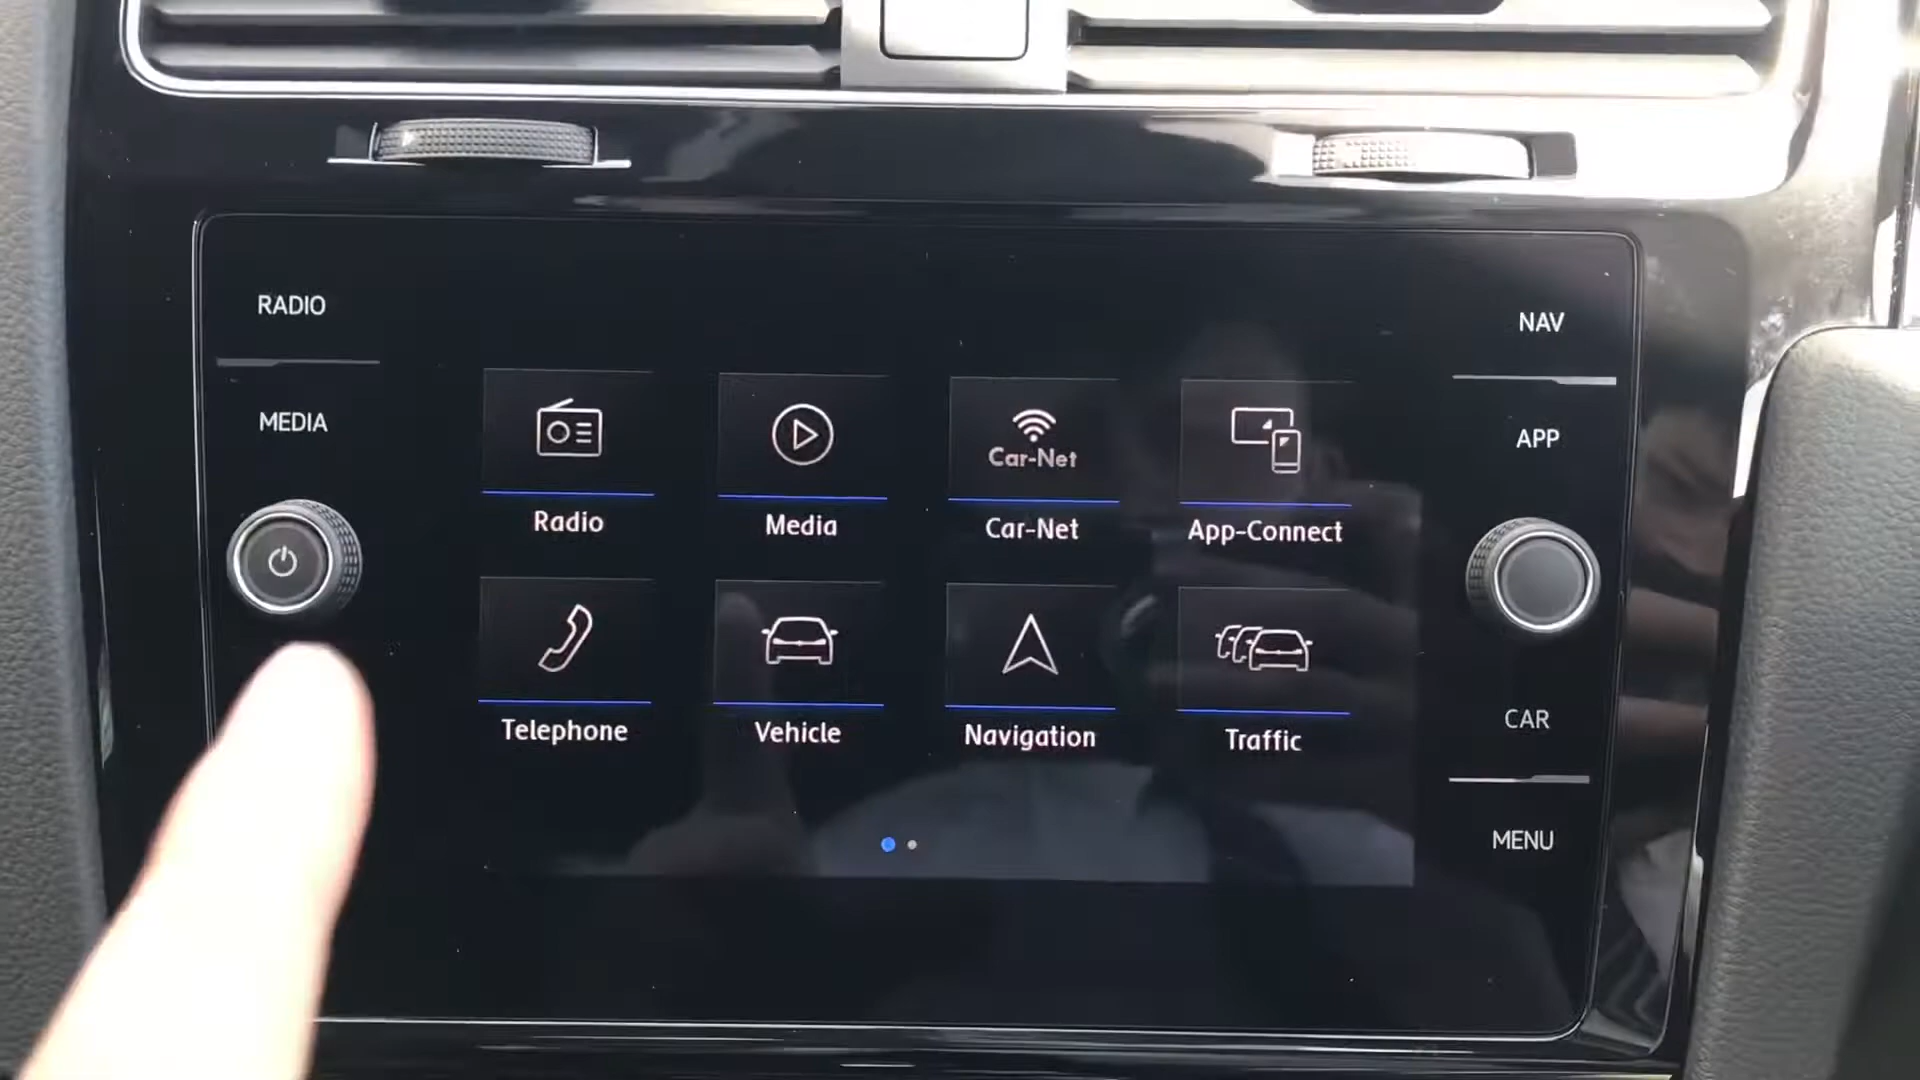 RADIO
MEDIA
Car-Net
Radio
Media
Car-Net
App-Connect
Telephone
Vehicle
Navigation
Traffic
NAV
APP
CAR
MENU